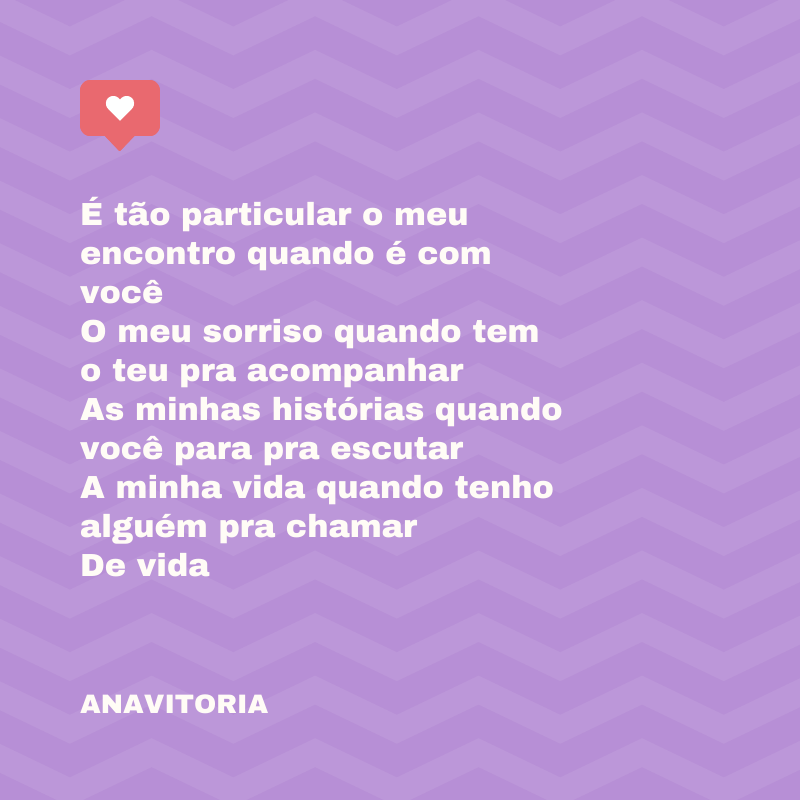 É tão particular o meu
encontro quando é com
você
O meu sorriso quando tem
o teu pra acompanhar
As minhas histórias quando
você para pra escutar
A minha vida quando tenho
alguém pra chamar
De vida
ANAVITORIA